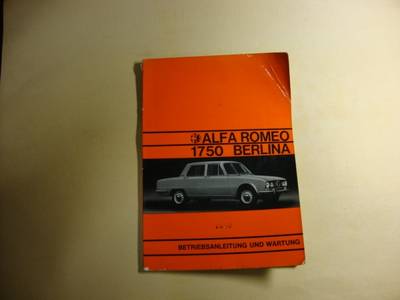 ALFA ROMEO
1750 BERLINA
BETRIEBSANLEITUNG UND WARTUNG